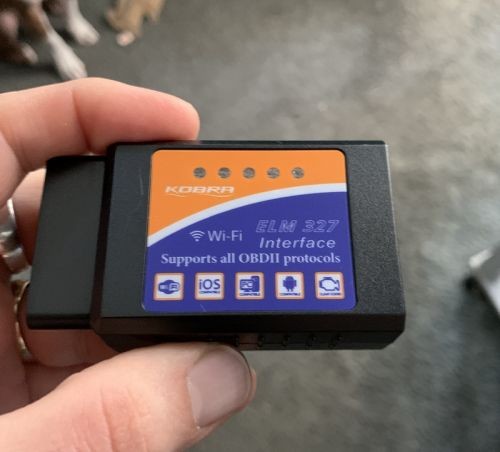 KOBRA
Wi-Fi
ELM 327
Interface
Supports all OBDII protocols
iOS